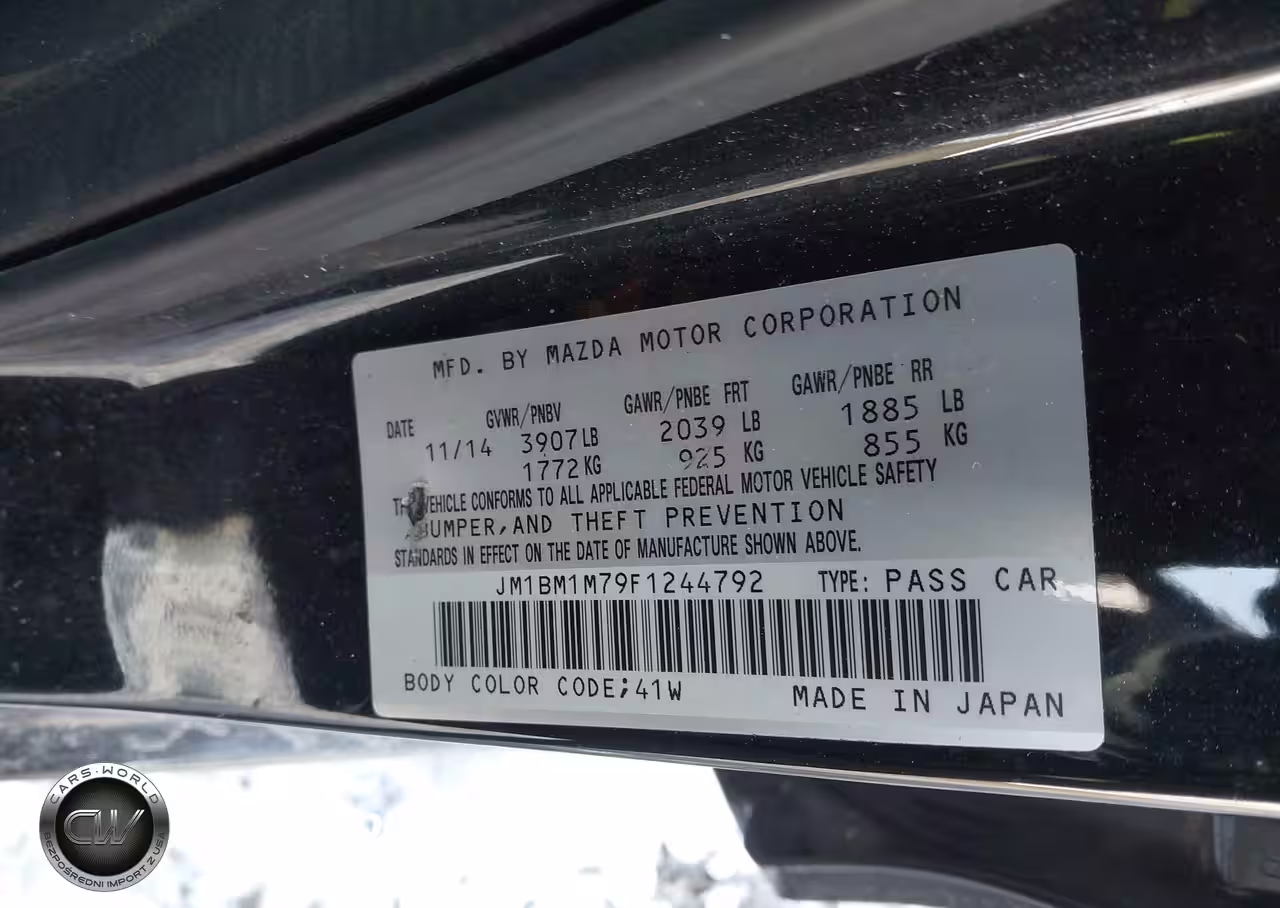 MFD. BY MAZDA MOTOR CORPORATION
DATE GVWR/PNBV GAWR/PNBE FRT GAWR/PNBE RR
11/14 3907 LB 2039 LB 1885 LB
1772 KG 925 KG 855 KG
VEHICLE CONFORMS TO ALL APPLICABLE FEDERAL MOTOR VEHICLE SAFETY
BUMPER, AND THEFT PREVENTION
STANDARDS IN EFFECT ON THE DATE OF MANUFACTURE SHOWN ABOVE.
JM1BM1M79F1244792 TYPE: PASS CAR
BODY COLOR CODE;41W MADE IN JAPAN
CARS-WORLD
CW
BEZPOŚREDNI IMPORT Z USA